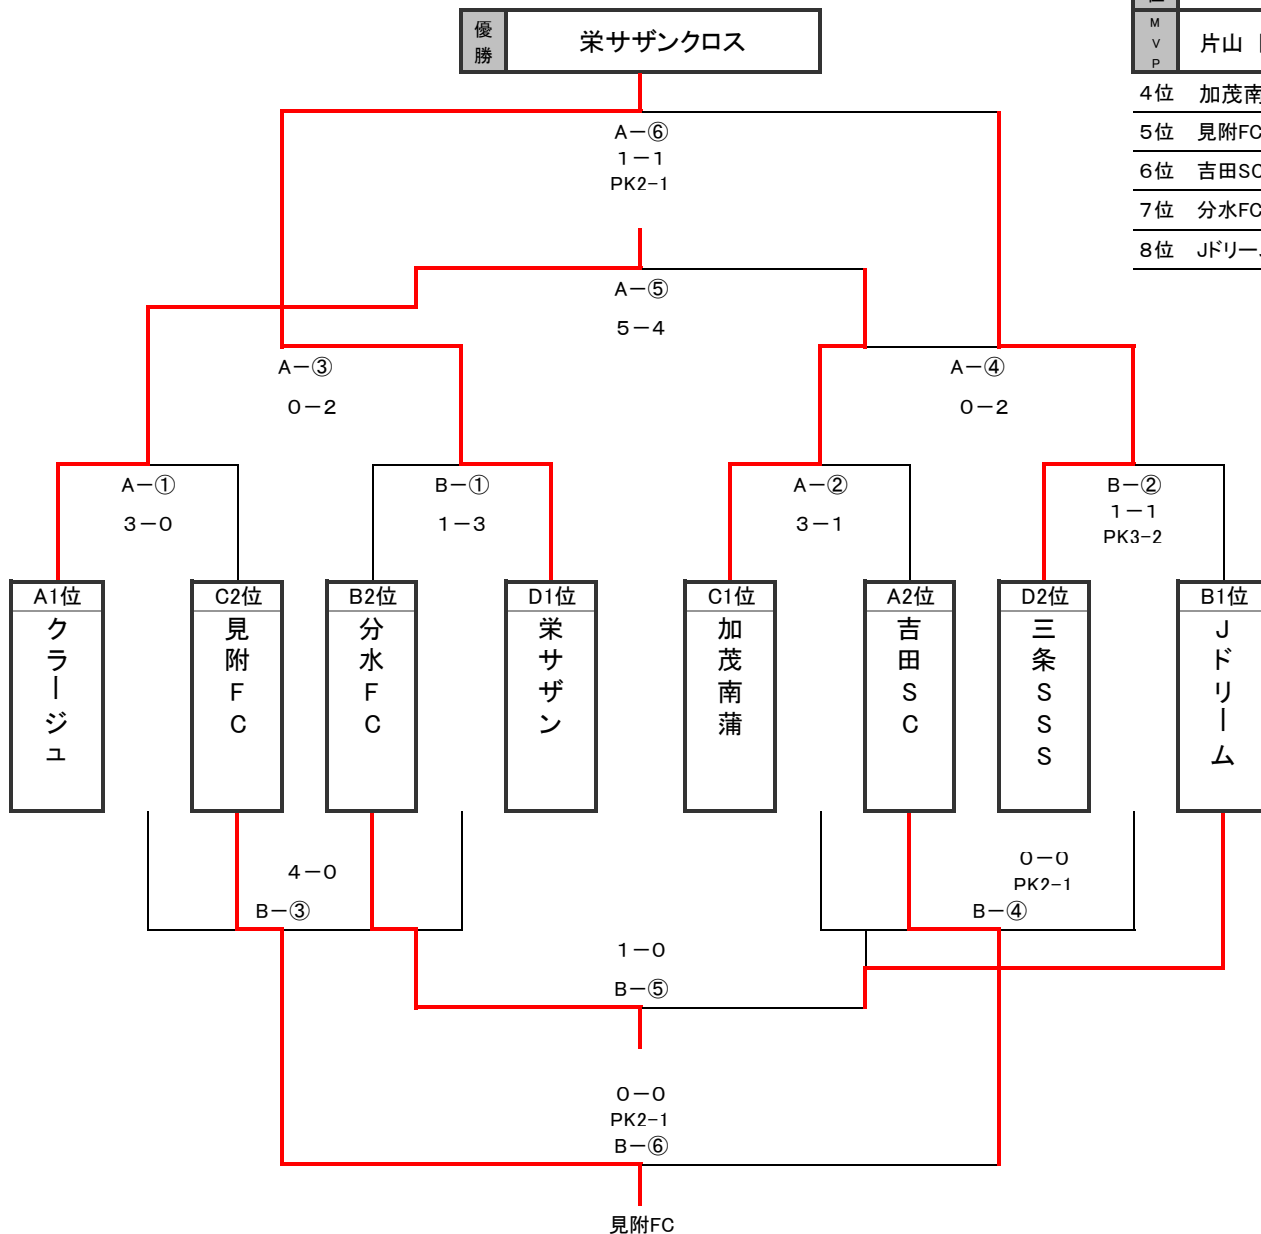 優勝
栄サザンクロス
MVP
片山
4位 加茂南
5位 見附FC
6位 吉田SC
7位 分水FC
8位 Jドリー
A－⑥
1－1
PK2-1
A－⑤
5－4
A－③
0－2
A－④
0－2
A－①
3－0
B－①
1－3
A－②
3－1
B－②
1－1
PK3-2
A1位
クラージュ
C2位
見附FC
B2位
分水FC
D1位
栄サザン
C1位
加茂南蒲
A2位
吉田SC
D2位
三条SSS
B1位
Jドリーム
4－0
B－③
0－0
PK2-1
B－④
1－0
B－⑤
0－0
PK2-1
B－⑥
見附FC